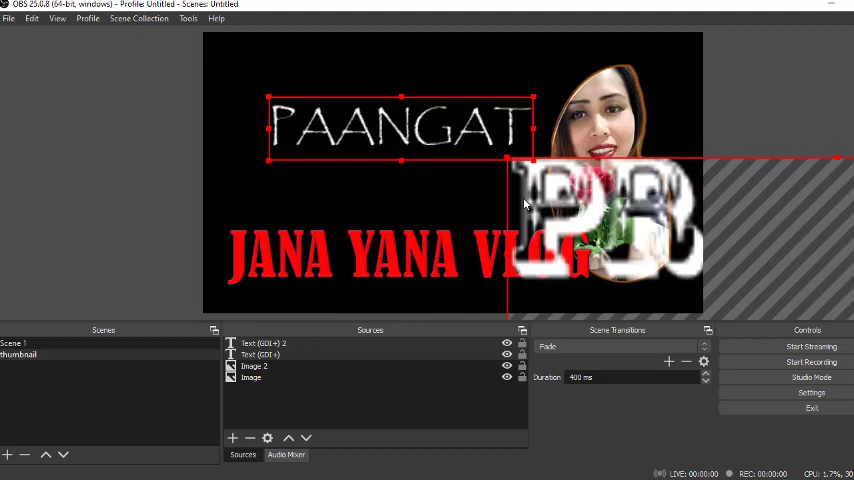 OBS 25.0.8 (64-bit, windows) - Profile: Untitled - Scenes: Untitled
File Edit View Profile Scene Collection Tools Help
PAANGAT
PR
JANA YANA VLOG
Scenes
Scene 1
thumbnail
Sources
Text (GDI+) 2
Text (GDI+)
Image 2
Image
Sources Audio Mixer
Scene Transitions
Fade
Duration 400 ms
Controls
Start Streaming
Start Recording
Studio Mode
Settings
Exit
LIVE: 00:00:00 REC: 00:00:00 CPU: 1.7%, 30